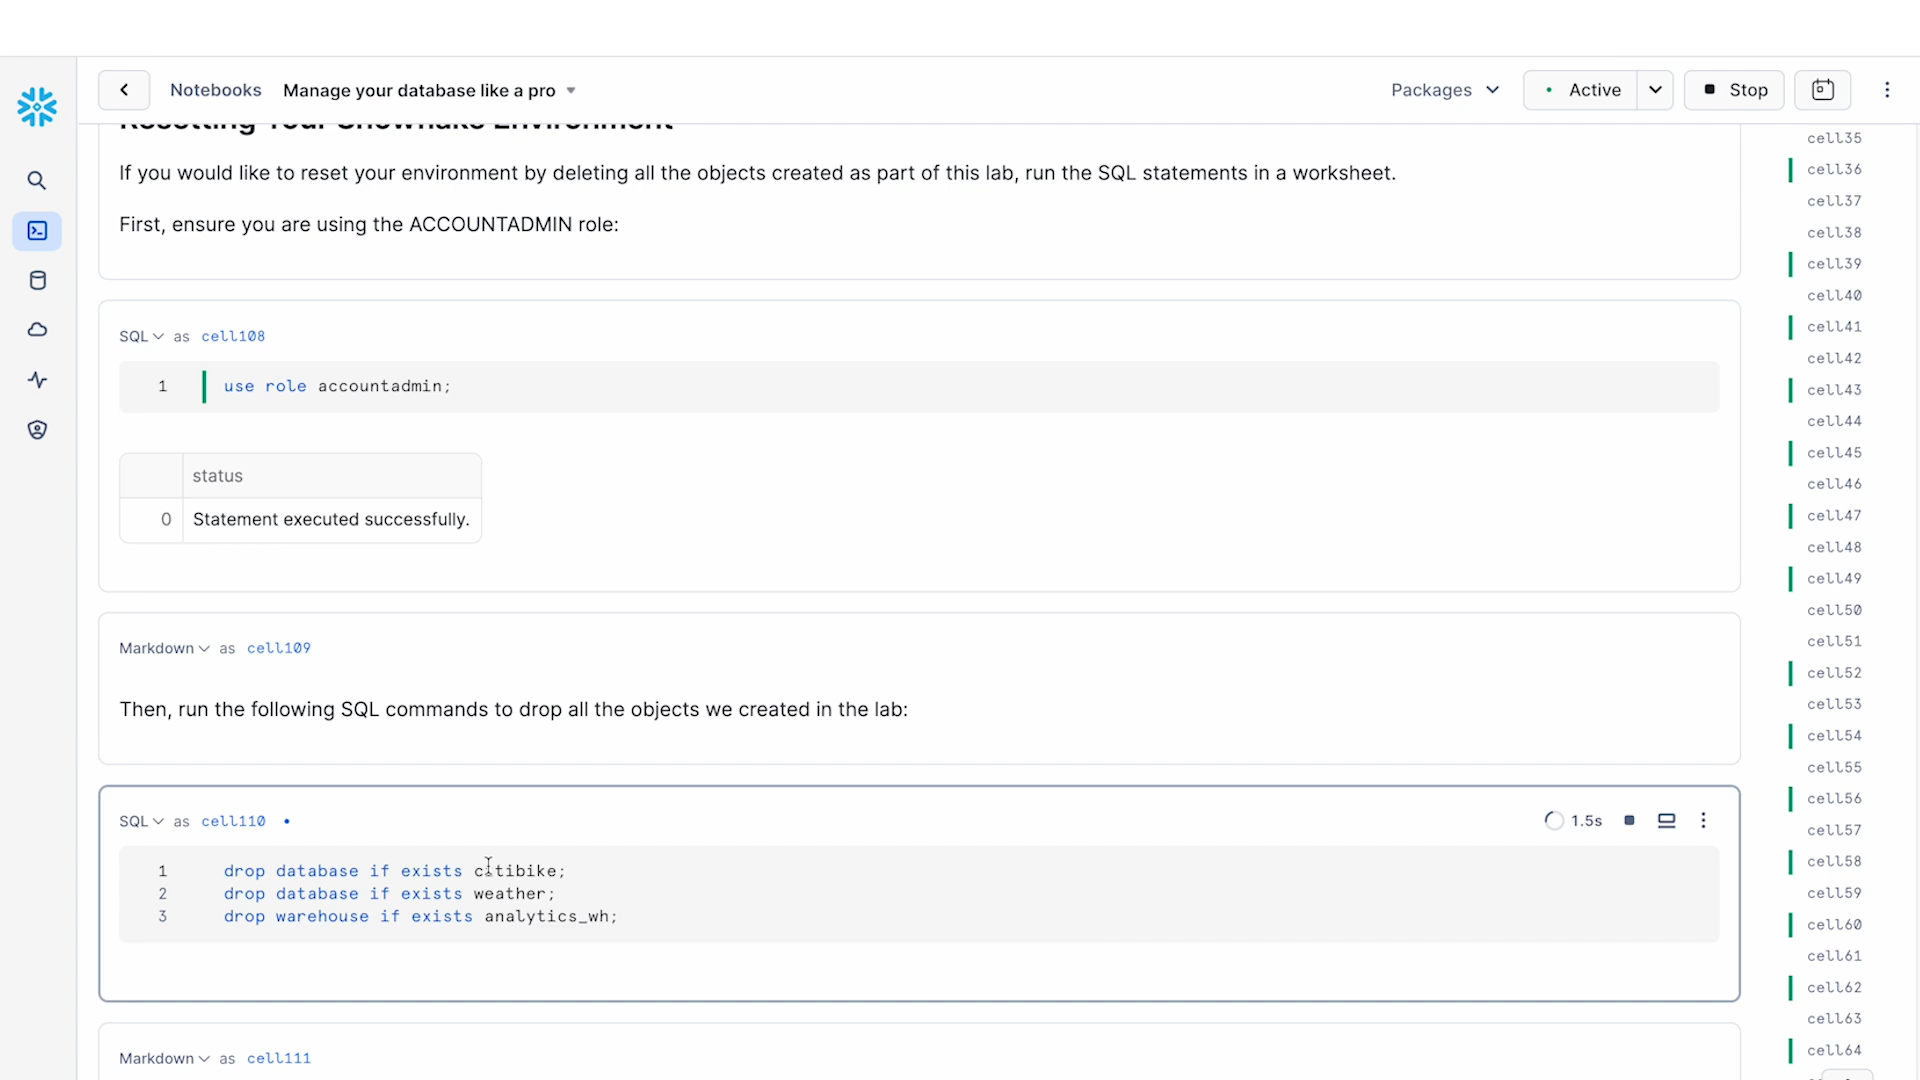 Notebooks Manage your database like a pro Packages Active Stop
Resetting Your Snowflake Environment
If you would like to reset your environment by deleting all the objects created as part of this lab, run the SQL statements in a worksheet.
First, ensure you are using the ACCOUNTADMIN role:
SQL as cell108
1 use role accountadmin;
status
0 Statement executed successfully.
Markdown as cell109
Then, run the following SQL commands to drop all the objects we created in the lab:
SQL as cell110 1.5s
1 drop database if exists citibike;
2 drop database if exists weather;
3 drop warehouse if exists analytics_wh;
Markdown as cell111
cell35
cell36
cell37
cell38
cell39
cell40
cell41
cell42
cell43
cell44
cell45
cell46
cell47
cell48
cell49
cell50
cell51
cell52
cell53
cell54
cell55
cell56
cell57
cell58
cell59
cell60
cell61
cell62
cell63
cell64